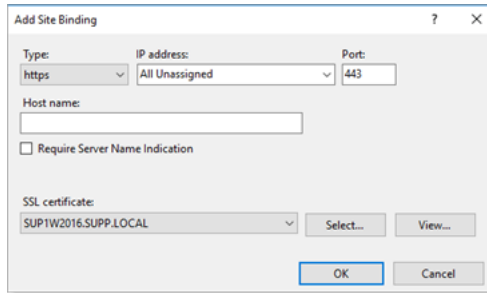 Add Site Binding ? ✕
Type: IP address: Port:
https All Unassigned 443
Host name:
Require Server Name Indication
SSL certificate:
SUP1W2016.SUPP.LOCAL Select... View...
OK Cancel